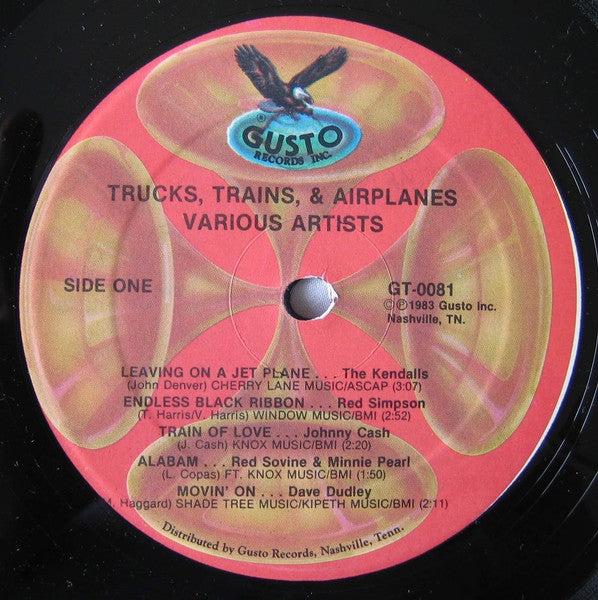 ®
GUSTO
RECORDS INC.
TRUCKS, TRAINS, & AIRPLANES
VARIOUS ARTISTS
SIDE ONE
GT-0081
©℗1983 Gusto Inc.
Nashville, TN.
LEAVING ON A JET PLANE . . . The Kendalls
(John Denver) CHERRY LANE MUSIC/ASCAP (3:07)
ENDLESS BLACK RIBBON . . . Red Simpson
(T. Harris/V. Harris) WINDOW MUSIC/BMI (2:52)
TRAIN OF LOVE . . . Johnny Cash
(J. Cash) KNOX MUSIC/BMI (2:20)
ALABAM . . . Red Sovine & Minnie Pearl
(L. Copas) FT. KNOX MUSIC/BMI (1:50)
MOVIN' ON . . . Dave Dudley
M. Haggard) SHADE TREE MUSIC/KIPETH MUSIC/BMI (2:11)
Distributed by Gusto Records, Nashville, Tenn.